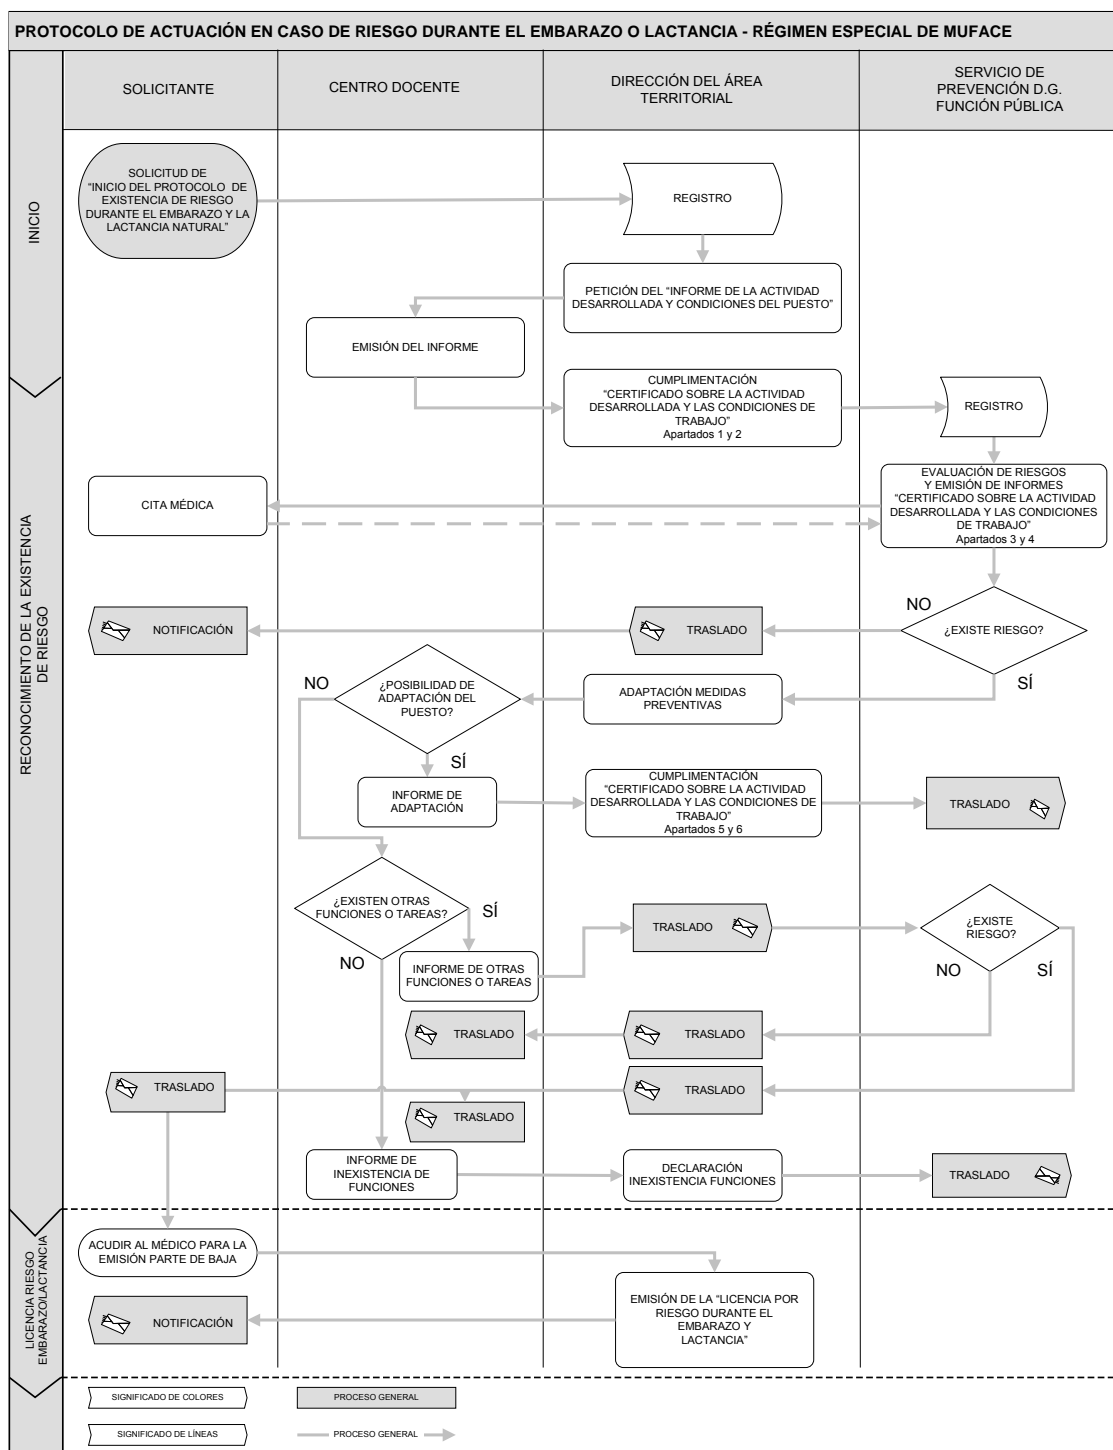 PROTOCOLO DE ACTUACIÓN EN CASO DE RIESGO DURANTE EL EMBARAZO O LACTANCIA - RÉGIMEN ESPECIAL DE MUFACE
SOLICITANTE
CENTRO DOCENTE
DIRECCIÓN DEL ÁREA
TERRITORIAL
SERVICIO DE
PREVENCIÓN D.G.
FUNCIÓN PÚBLICA
INICIO
SOLICITUD DE
“INICIO DEL PROTOCOLO DE
EXISTENCIA DE RIESGO
DURANTE EL EMBARAZO Y LA
LACTANCIA NATURAL”
REGISTRO
PETICIÓN DEL “INFORME DE LA ACTIVIDAD
DESARROLLADA Y CONDICIONES DEL PUESTO”
EMISIÓN DEL INFORME
CUMPLIMENTACIÓN
“CERTIFICADO SOBRE LA ACTIVIDAD
DESARROLLADA Y LAS CONDICIONES DE
TRABAJO”
Apartados 1 y 2
REGISTRO
RECONOCIMIENTO DE LA EXISTENCIA
DE RIESGO
EVALUACIÓN DE RIESGOS
Y EMISIÓN DE INFORMES
“CERTIFICADO SOBRE LA ACTIVIDAD
DESARROLLADA Y LAS CONDICIONES
DE TRABAJO”
Apartados 3 y 4
CITA MÉDICA
NO
¿EXISTE RIESGO?
SÍ
TRASLADO
NOTIFICACIÓN
ADAPTACIÓN MEDIDAS
PREVENTIVAS
NO
¿POSIBILIDAD DE
ADAPTACIÓN DEL
PUESTO?
SÍ
INFORME DE
ADAPTACIÓN
CUMPLIMENTACIÓN
“CERTIFICADO SOBRE LA ACTIVIDAD
DESARROLLADA Y LAS CONDICIONES DE
TRABAJO”
Apartados 5 y 6
TRASLADO
¿EXISTEN OTRAS
FUNCIONES O TAREAS?
SÍ
NO
INFORME DE OTRAS
FUNCIONES O TAREAS
TRASLADO
¿EXISTE
RIESGO?
NO
SÍ
TRASLADO
TRASLADO
TRASLADO
TRASLADO
TRASLADO
INFORME DE
INEXISTENCIA DE
FUNCIONES
DECLARACIÓN
INEXISTENCIA FUNCIONES
TRASLADO
LICENCIA RIESGO
EMBARAZO/LACTANCIA
ACUDIR AL MÉDICO PARA LA
EMISIÓN PARTE DE BAJA
EMISIÓN DE LA “LICENCIA POR
RIESGO DURANTE EL
EMBARAZO Y
LACTANCIA”
NOTIFICACIÓN
SIGNIFICADO DE COLORES
PROCESO GENERAL
SIGNIFICADO DE LÍNEAS
PROCESO GENERAL